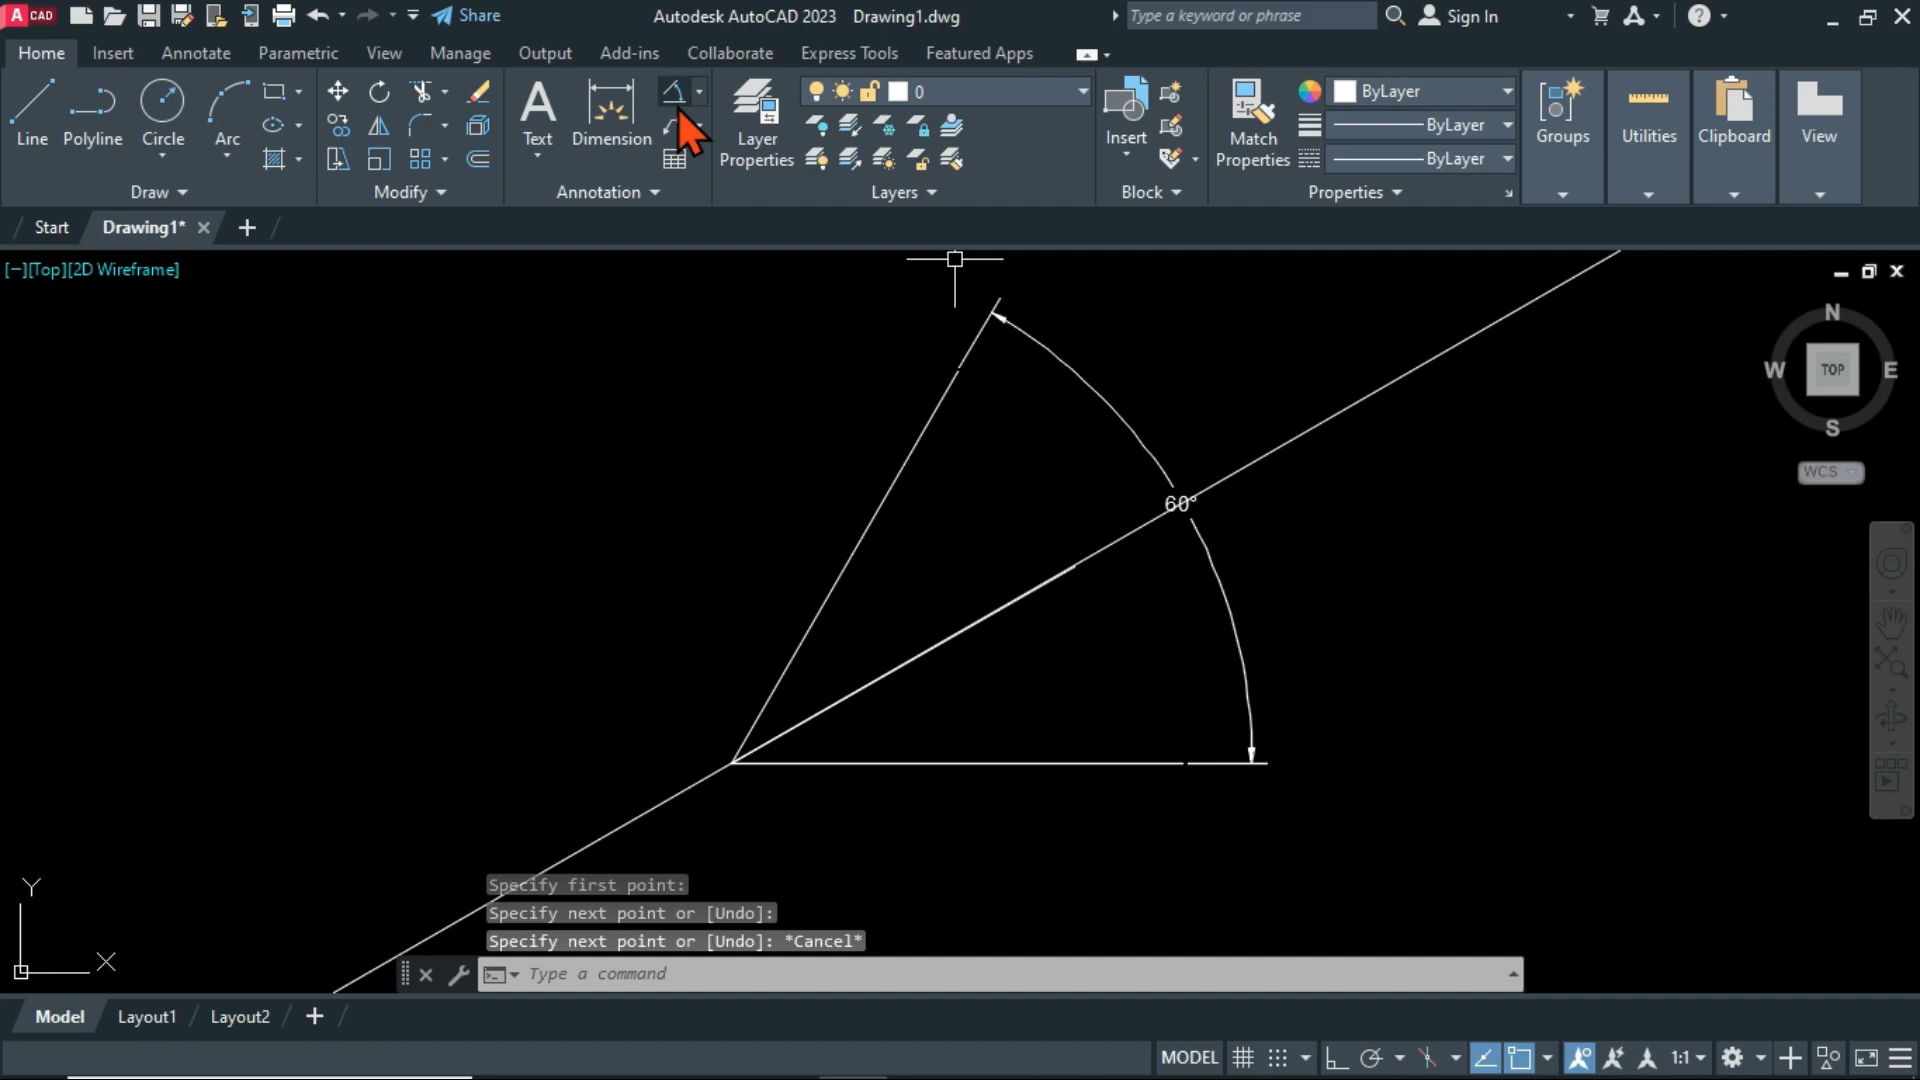 A CAD Share Autodesk AutoCAD 2023 Drawing1.dwg Type a keyword or phrase Sign In
Home Insert Annotate Parametric View Manage Output Add-ins Collaborate Express Tools Featured Apps
Line Polyline Circle Arc
Text Dimension
Layer Properties
0
Insert
Match Properties
ByLayer
ByLayer
ByLayer
Groups Utilities Clipboard View
Draw Modify Annotation Layers Block Properties
Start Drawing1* +
[−][Top][2D Wireframe]
N
W TOP E
S
WCS
60°
Y
X
Specify first point:
Specify next point or [Undo]:
Specify next point or [Undo]: *Cancel*
Type a command
Model Layout1 Layout2 +
MODEL 1:1